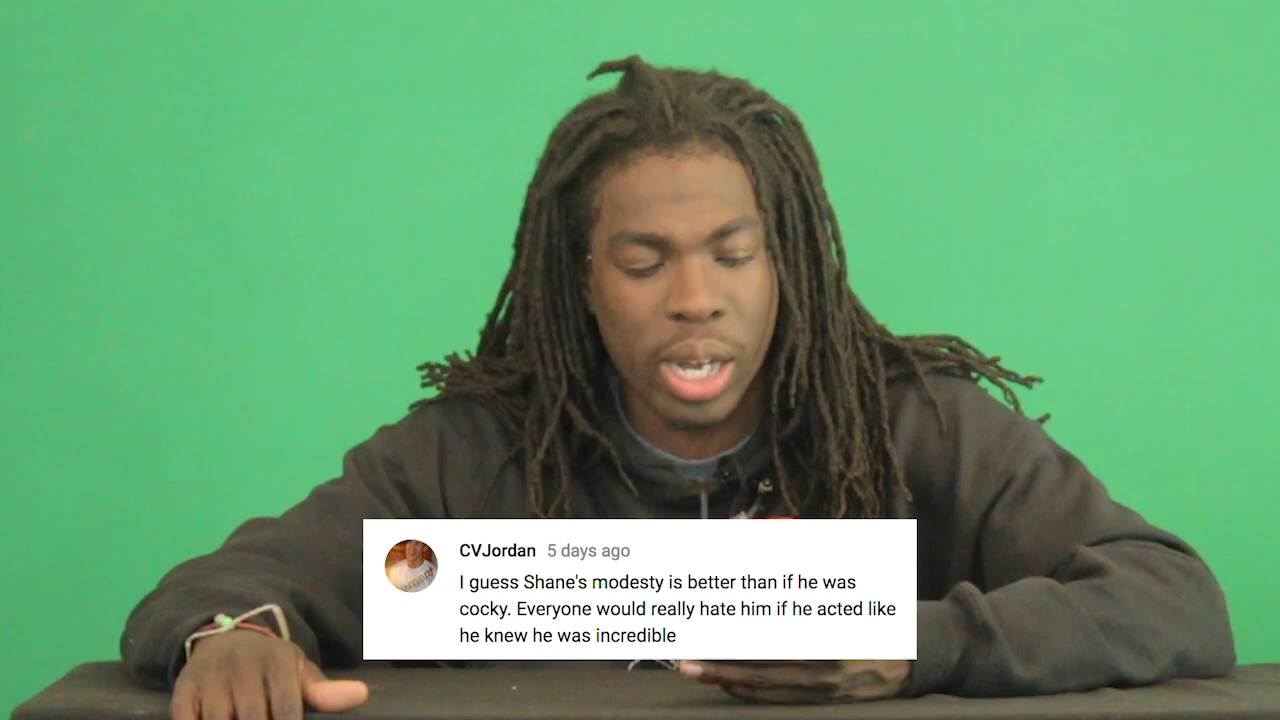 CVJordan 5 days ago
I guess Shane's modesty is better than if he was
cocky. Everyone would really hate him if he acted like
he knew he was incredible